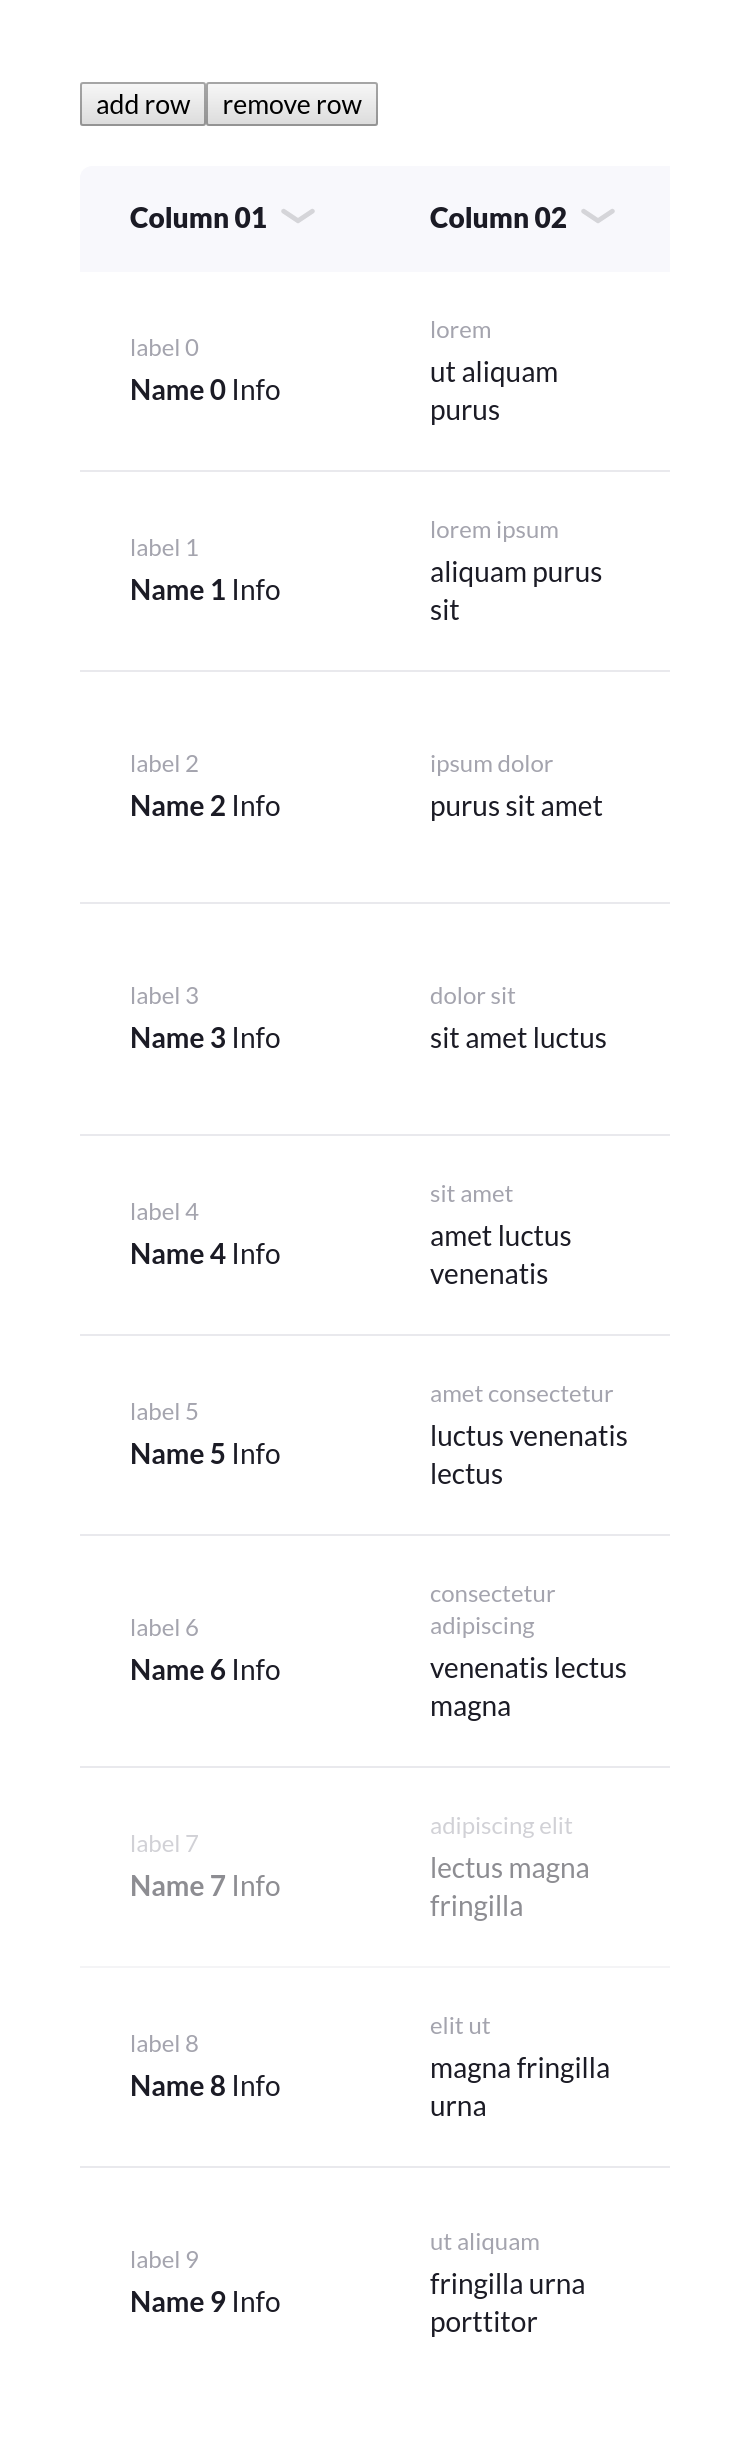 add row remove row
Column 01 Column 02
label 0
Name 0 Info
lorem
ut aliquam
purus
label 1
Name 1 Info
lorem ipsum
aliquam purus
sit
label 2
Name 2 Info
ipsum dolor
purus sit amet
label 3
Name 3 Info
dolor sit
sit amet luctus
label 4
Name 4 Info
sit amet
amet luctus
venenatis
label 5
Name 5 Info
amet consectetur
luctus venenatis
lectus
label 6
Name 6 Info
consectetur
adipiscing
venenatis lectus
magna
label 7
Name 7 Info
adipiscing elit
lectus magna
fringilla
label 8
Name 8 Info
elit ut
magna fringilla
urna
label 9
Name 9 Info
ut aliquam
fringilla urna
porttitor